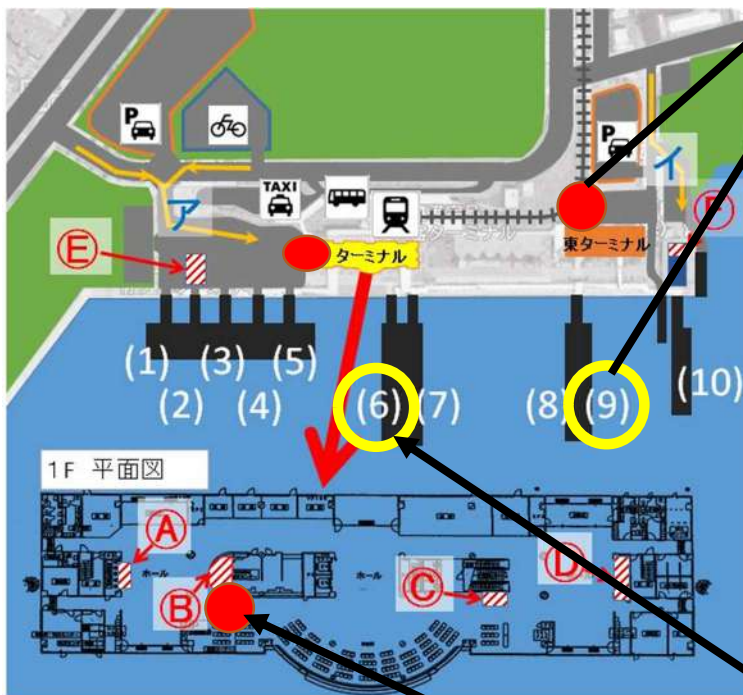 P
P
TAXI
ア
イ
Ⓔ
Ⓕ
ターミナル
東ターミナル
(1)
(3)
(5)
(2)
(4)
(6)
(7)
(8)
(9)
(10)
1F 平面図
Ⓐ
ホール
Ⓑ
ホール
Ⓒ
Ⓓ